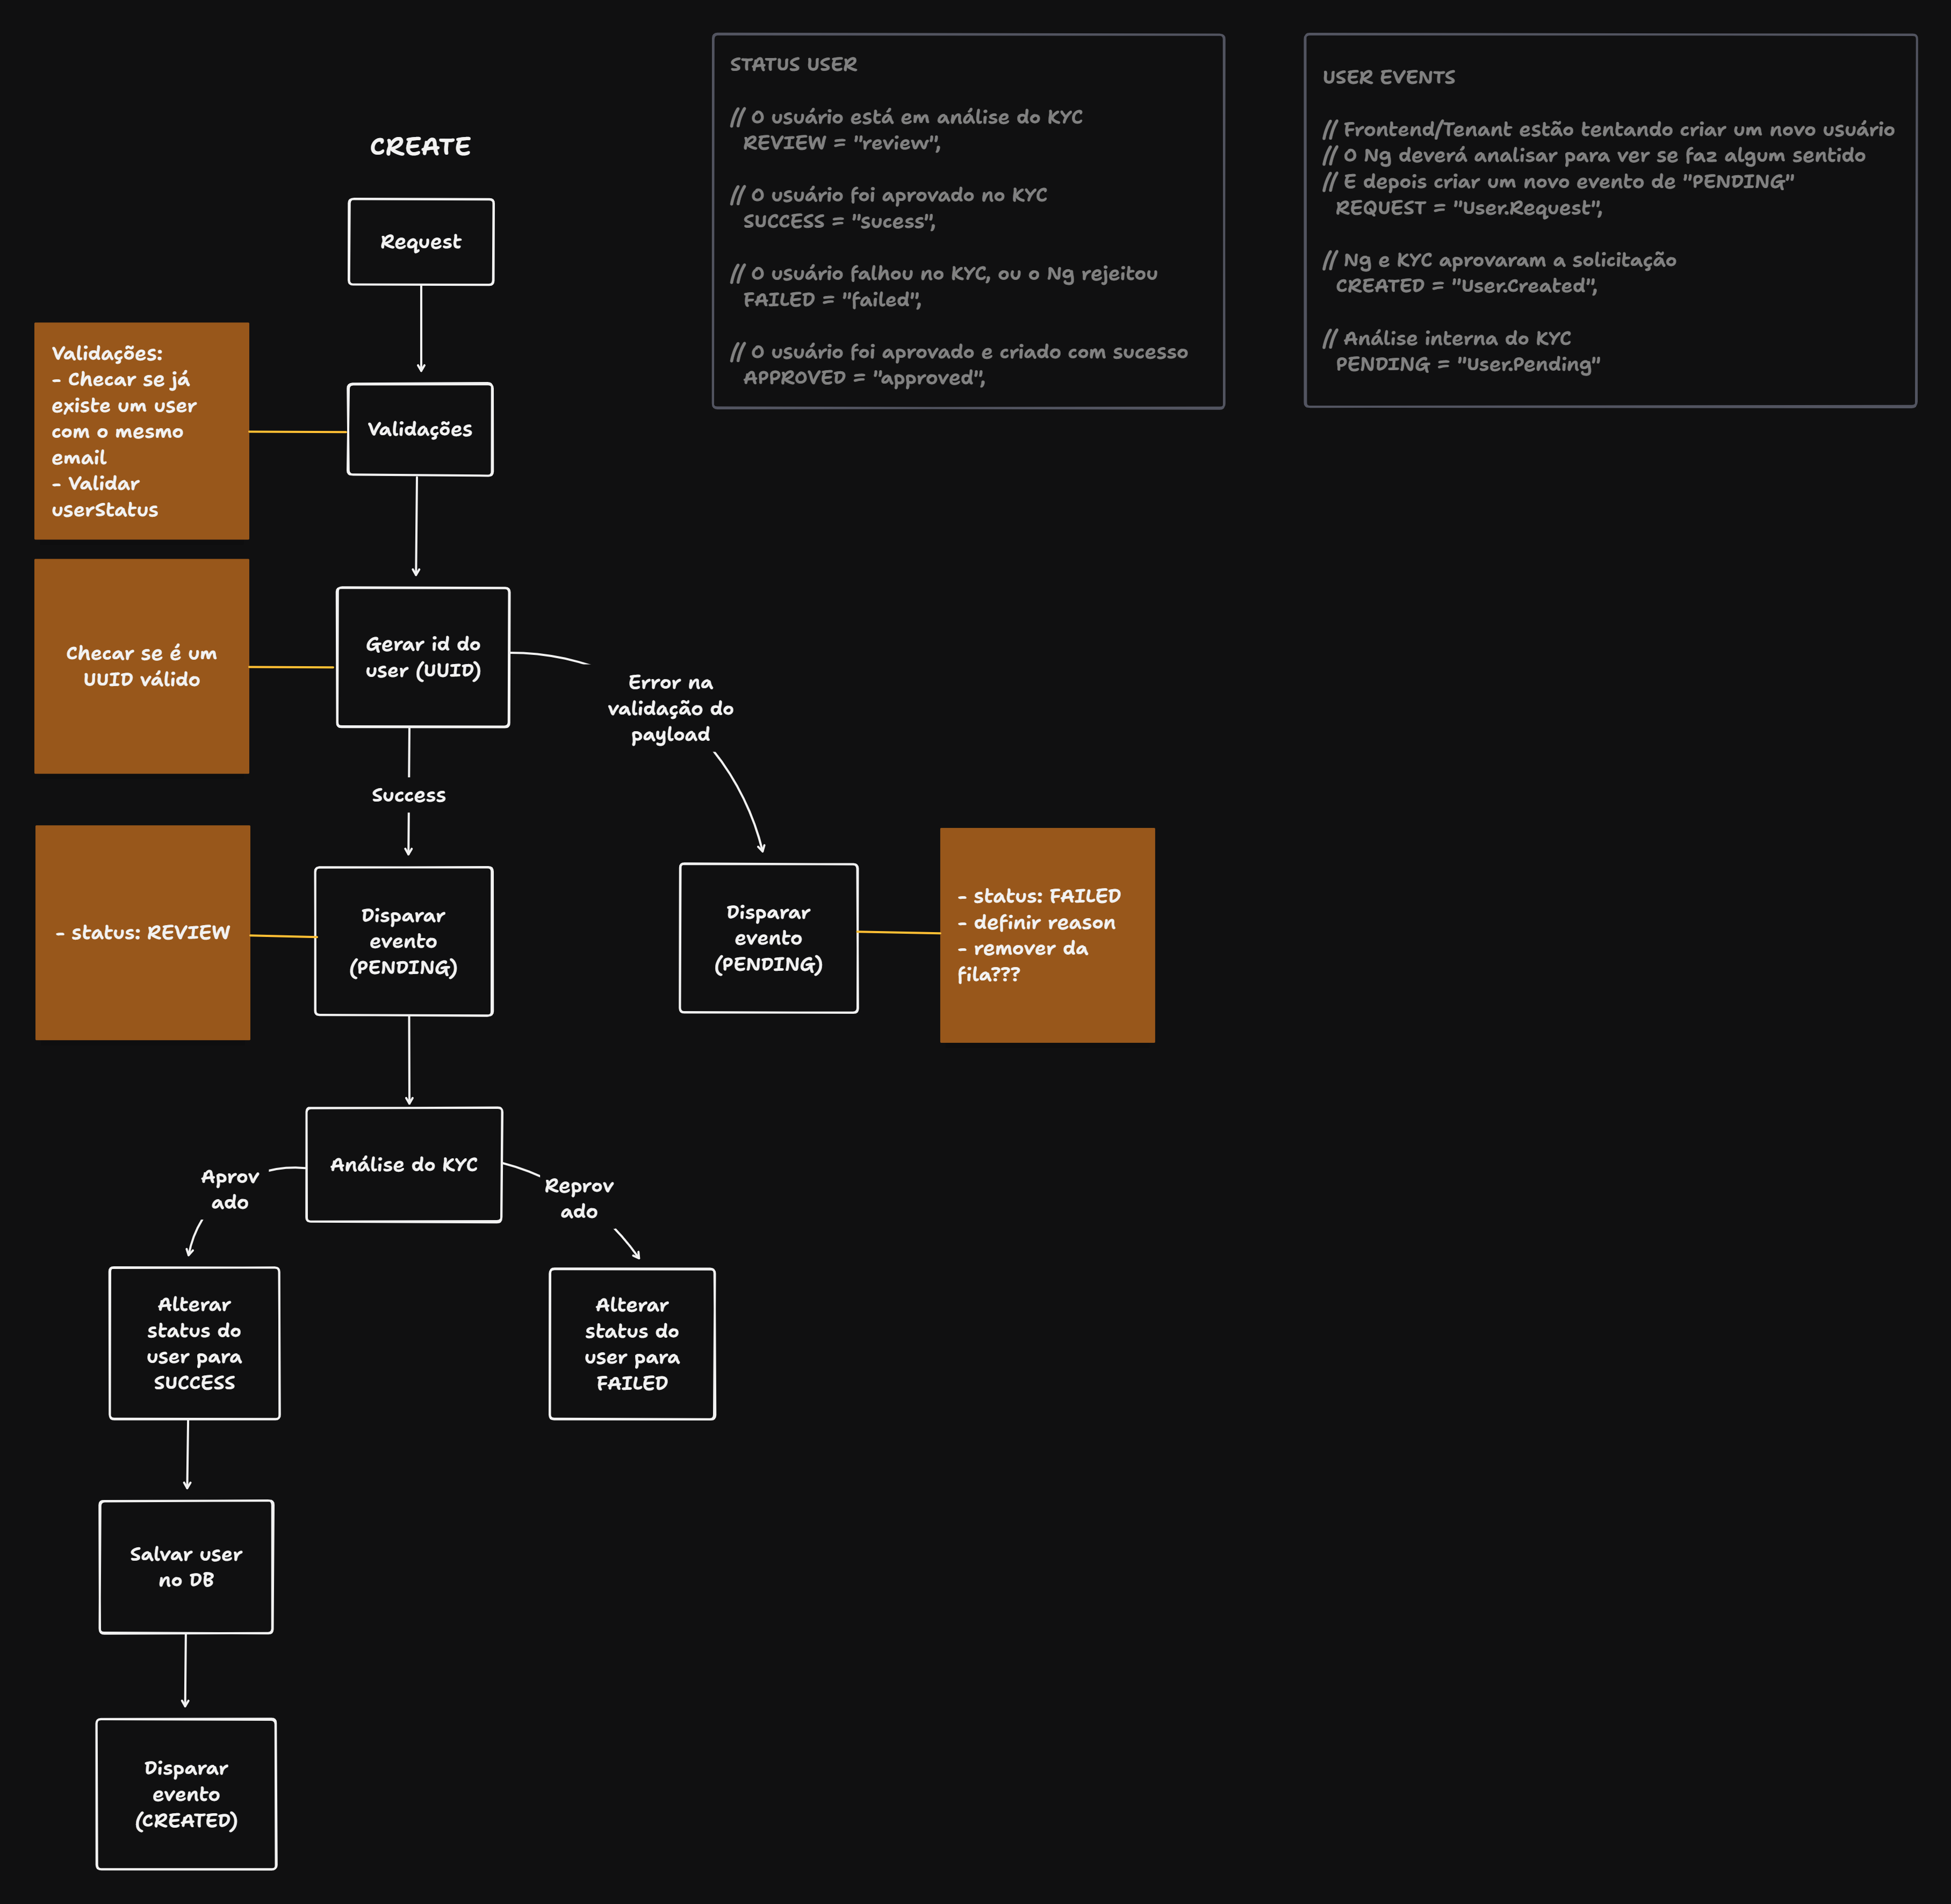 STATUS USER
// O usuário está em análise do KYC
REVIEW = "review",
// O usuário foi aprovado no KYC
SUCCESS = "sucess",
// O usuário falhou no KYC, ou o Ng rejeitou
FAILED = "failed",
// O usuário foi aprovado e criado com sucesso
APPROVED = "approved",
USER EVENTS
// Frontend/Tenant estão tentando criar um novo usuário
// O Ng deverá analisar para ver se faz algum sentido
// E depois criar um novo evento de "PENDING"
REQUEST = "User.Request",
// Ng e KYC aprovaram a solicitação
CREATED = "User.Created",
// Análise interna do KYC
PENDING = "User.Pending"
CREATE
Request
Validações:
- Checar se já
existe um user
com o mesmo
email
- Validar
userStatus
Validações
Checar se é um
UUID válido
Gerar id do
user (UUID)
Error na
validação do
payload
Success
- status: REVIEW
Disparar
evento
(PENDING)
Disparar
evento
(PENDING)
- status: FAILED
- definir reason
- remover da
fila???
Análise do KYC
Aprov
ado
Reprov
ado
Alterar
status do
user para
SUCCESS
Alterar
status do
user para
FAILED
Salvar user
no DB
Disparar
evento
(CREATED)